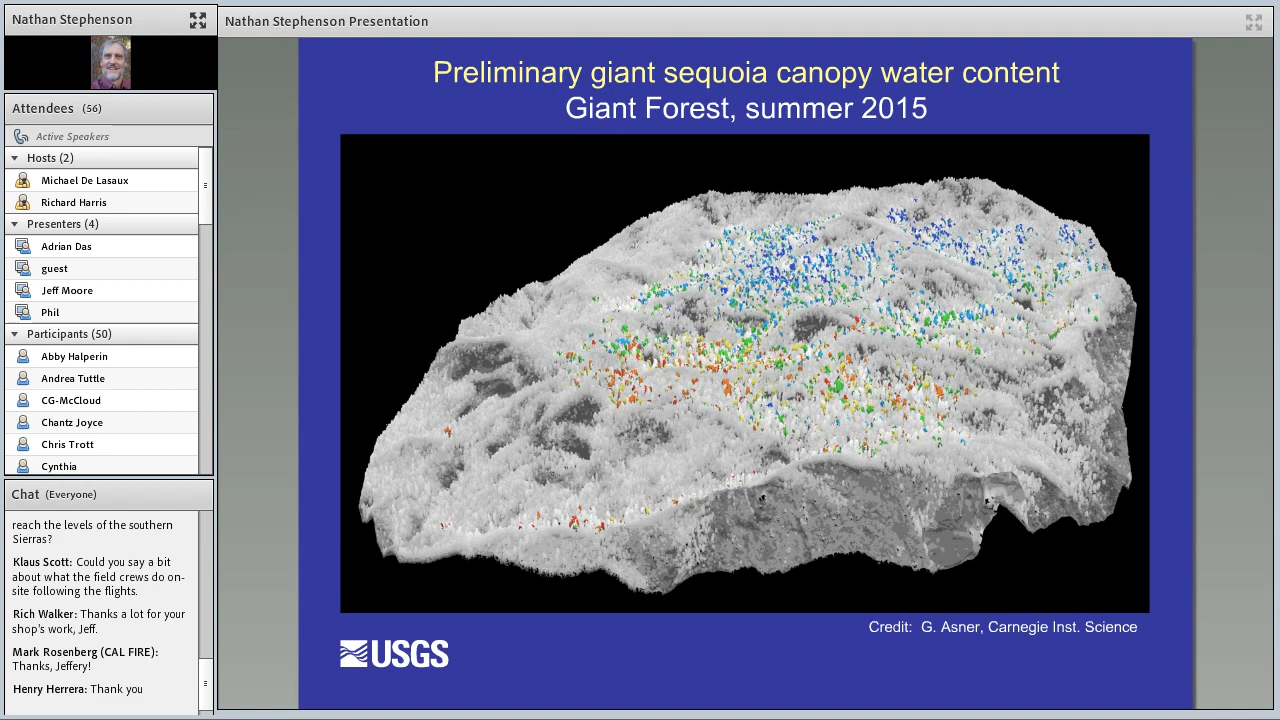 Nathan Stephenson
Attendees (56)
Active Speakers
Hosts (2)
Michael De Lasaux
Richard Harris
Presenters (4)
Adrian Das
guest
Jeff Moore
Phil
Participants (50)
Abby Halperin
Andrea Tuttle
CG-McCloud
Chantz Joyce
Chris Trott
Cynthia
Chat (Everyone)
reach the levels of the southern
Sierras?
Klaus Scott: Could you say a bit
about what the field crews do on-
site following the flights.
Rich Walker: Thanks a lot for your
shop's work, Jeff.
Mark Rosenberg (CAL FIRE):
Thanks, Jeffery!
Henry Herrera: Thank you
Nathan Stephenson Presentation
Preliminary giant sequoia canopy water content
Giant Forest, summer 2015
Credit: G. Asner, Carnegie Inst. Science
USGS